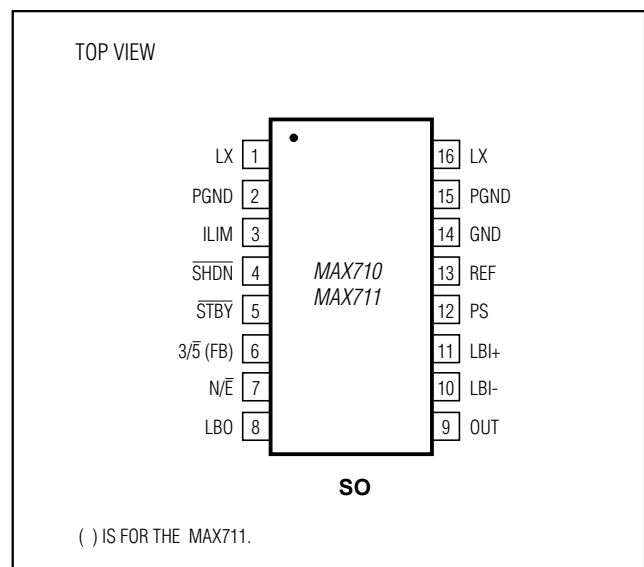 TOP VIEW
LX 1 16 LX
PGND 2 15 PGND
ILIM 3 14 GND
S̅H̅D̅N̅ 4 MAX710 13 REF
S̅T̅B̅Y̅ 5 MAX711 12 PS
3/5̅ (FB) 6 11 LBI+
N/E̅ 7 10 LBI-
LBO 8 9 OUT
SO
( ) IS FOR THE MAX711.